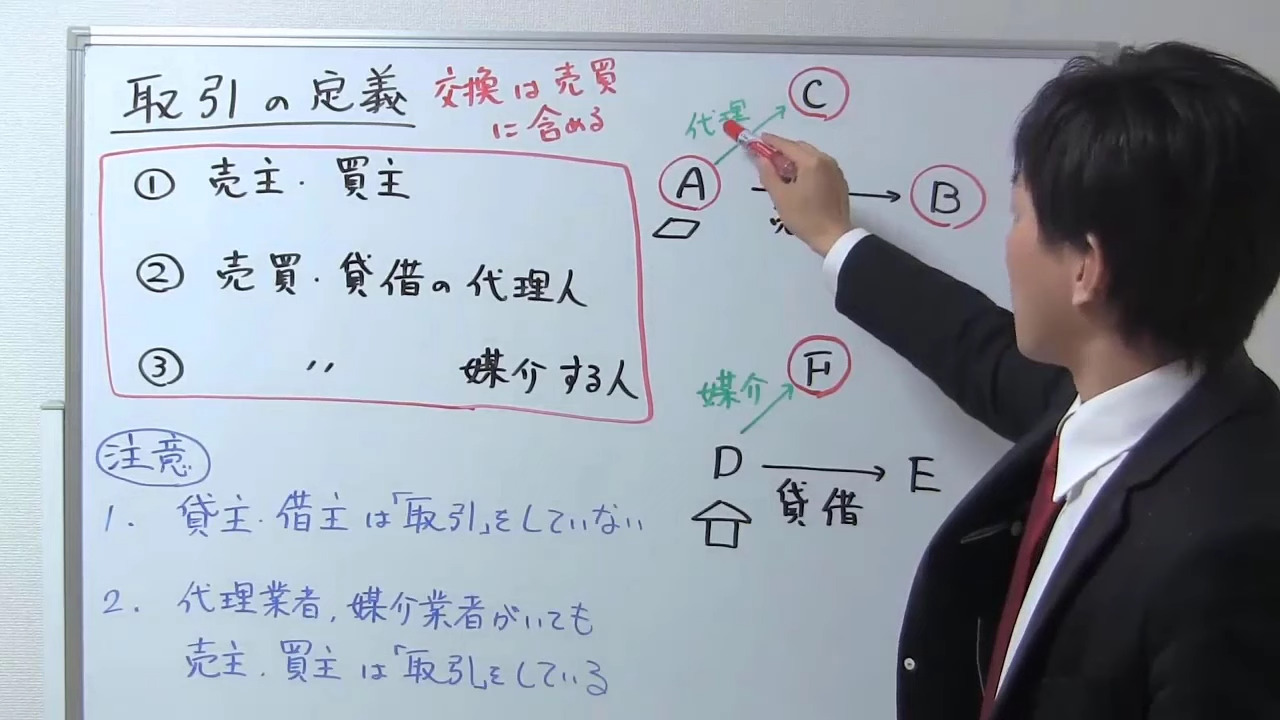 取引の定義
交換は売買
に含める
① 売主・買主
② 売買・貸借の代理人
③ 〃 媒介する人
注意
1. 貸主・借主は「取引」をしていない
2. 代理業者, 媒介業者がいても
売主・買主は「取引」をしている
C
代理
A
B
F
媒介
D
E
貸借